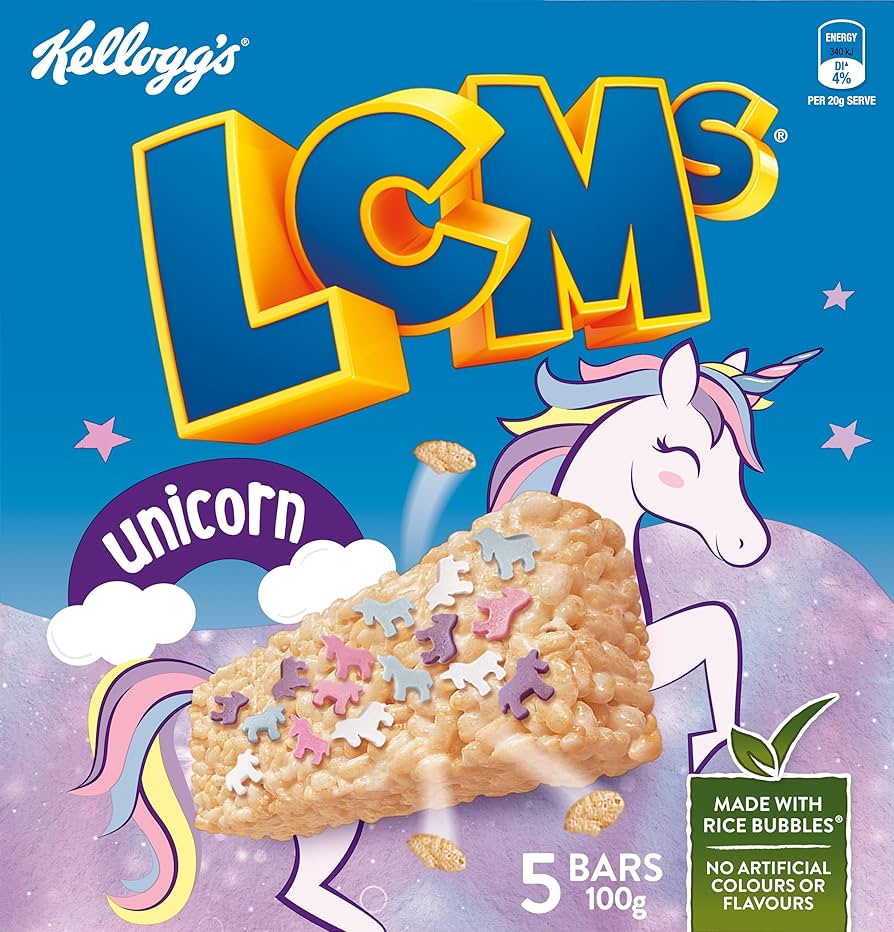 Kellogg's®
ENERGY
340 kJ
DI▲
4%
PER 20g SERVE
LCMs®
unicorn
MADE WITH
RICE BUBBLES®
NO ARTIFICIAL
COLOURS OR
FLAVOURS
5 BARS
100g